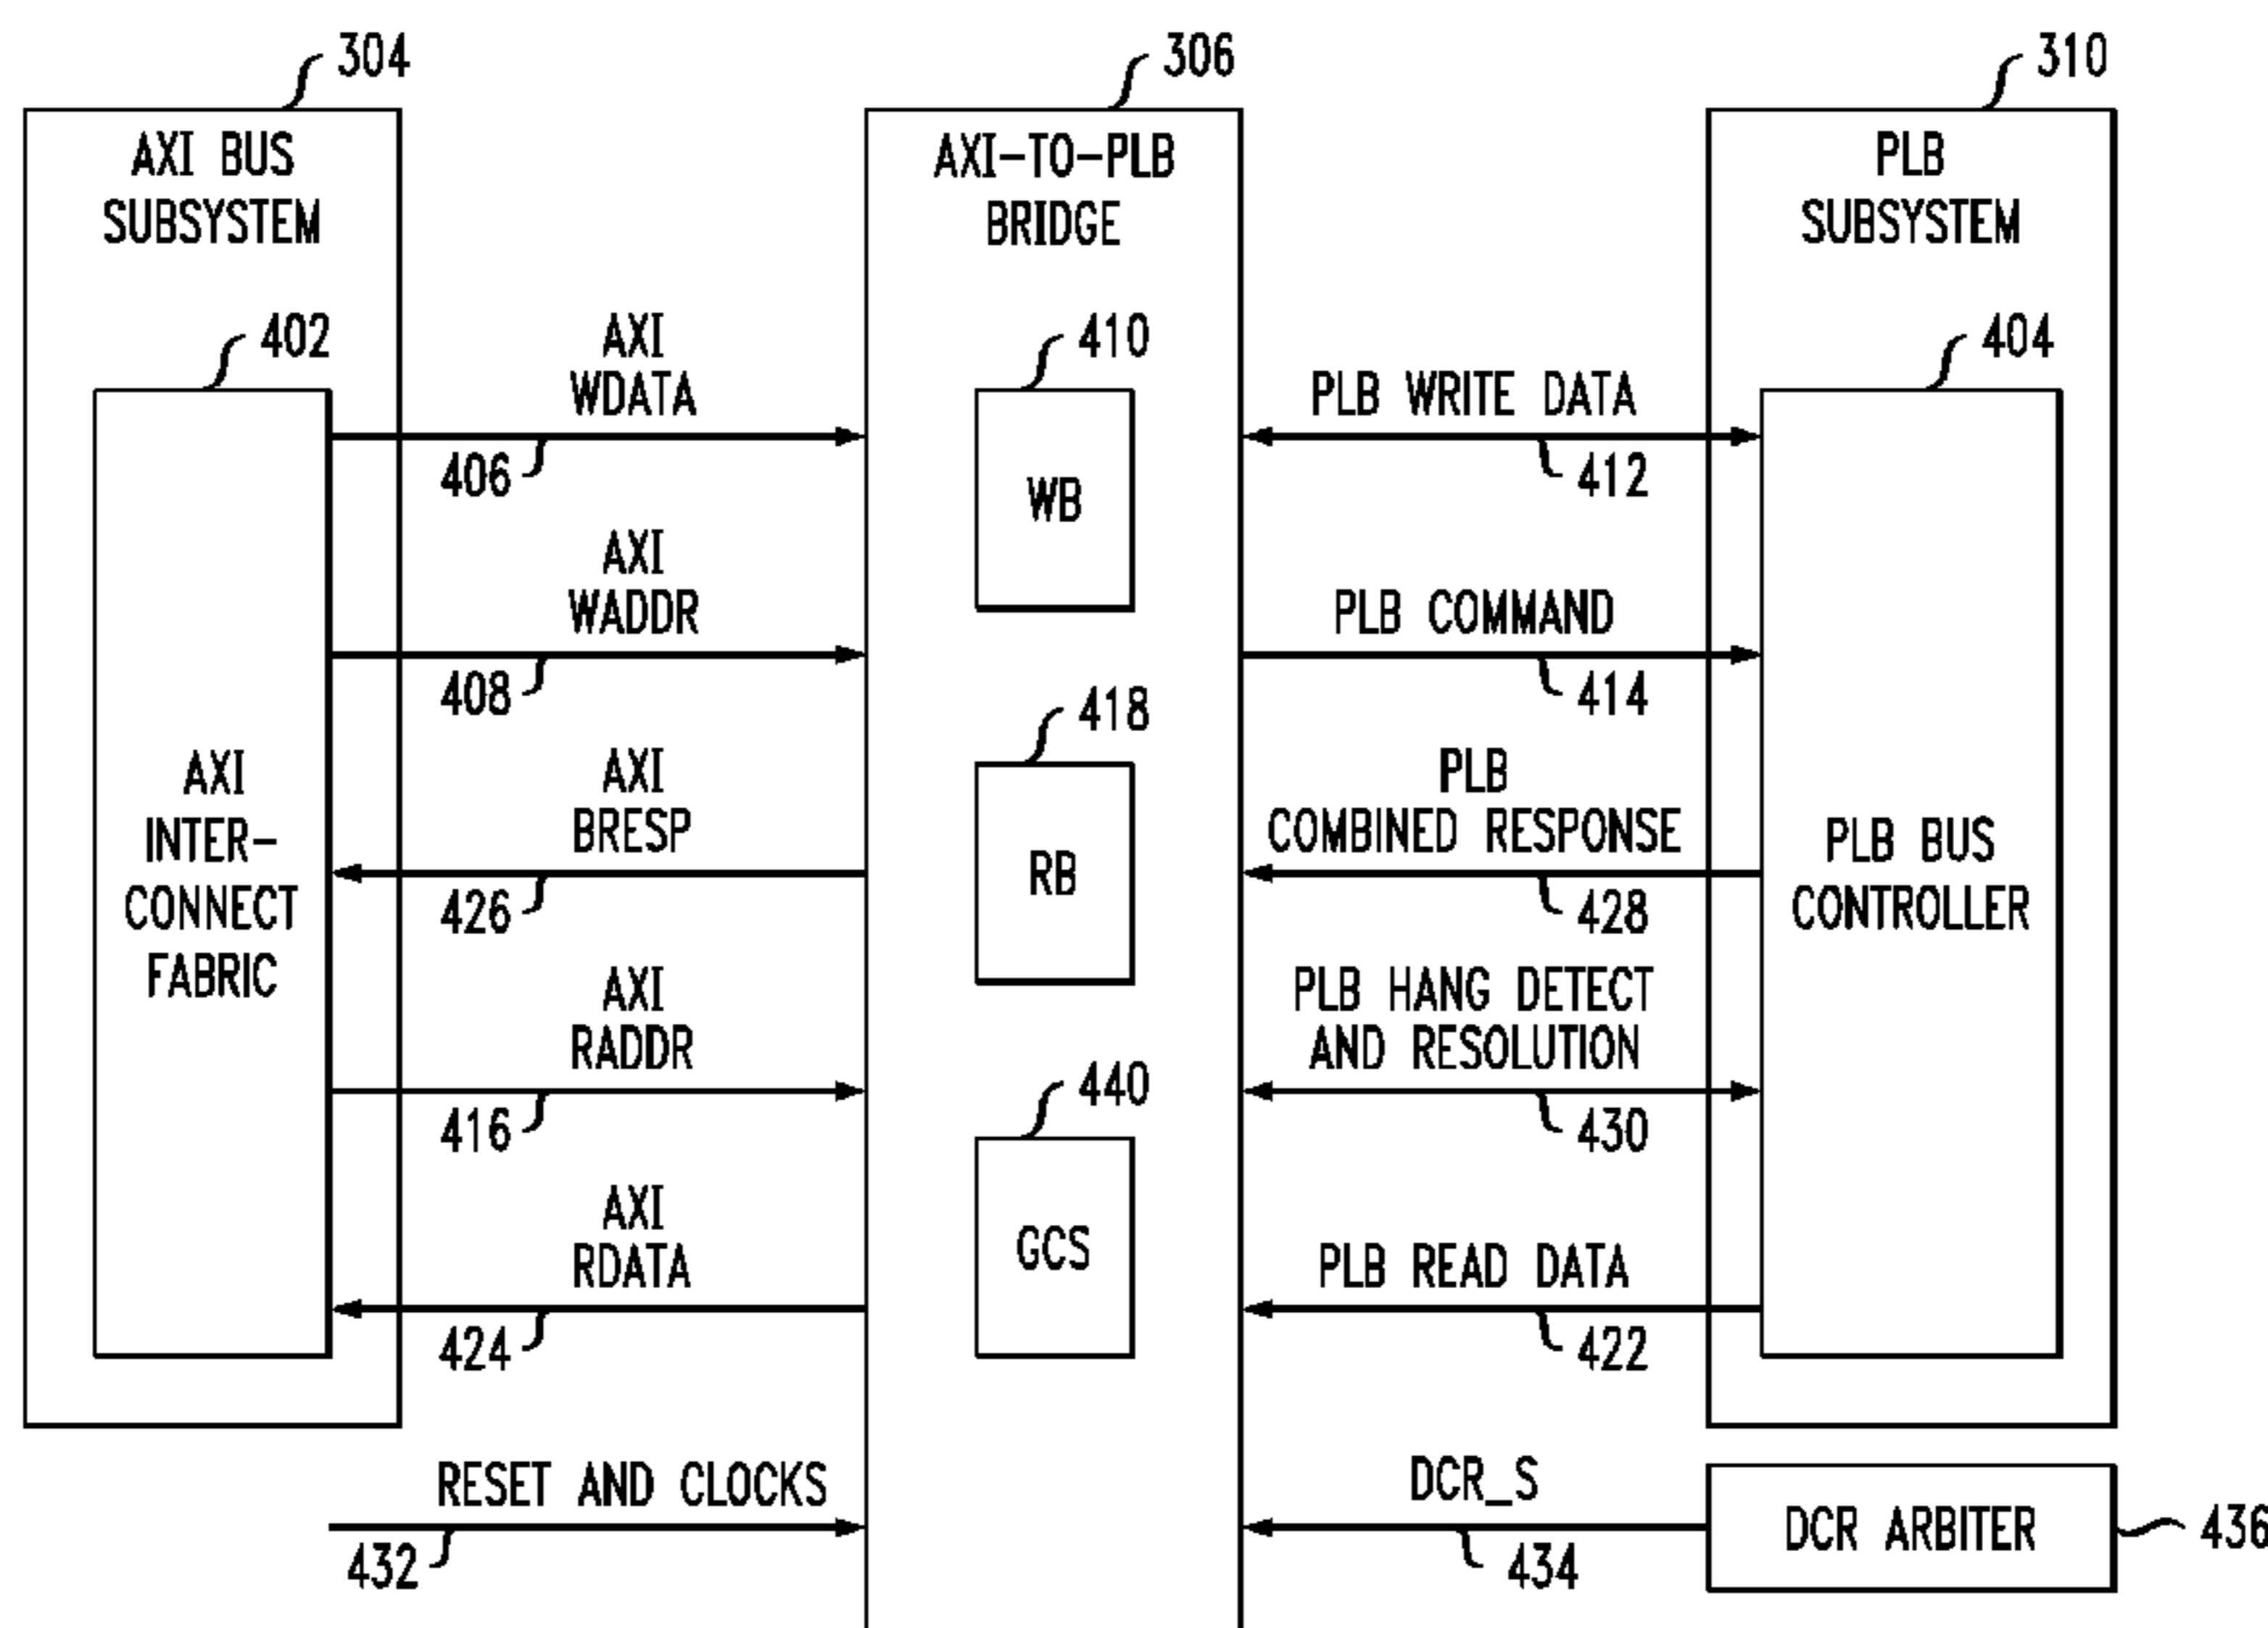 304
306
310
AXI BUS
SUBSYSTEM
AXI-TO-PLB
BRIDGE
PLB
SUBSYSTEM
402
AXI
WDATA
406
410
WB
PLB WRITE DATA
412
404
AXI
WADDR
408
PLB COMMAND
414
418
RB
AXI
INTER-
CONNECT
FABRIC
AXI
BRESP
426
PLB
COMBINED RESPONSE
428
PLB BUS
CONTROLLER
AXI
RADDR
416
PLB HANG DETECT
AND RESOLUTION
430
440
GCS
AXI
RDATA
424
PLB READ DATA
422
RESET AND CLOCKS
432
DCR_S
434
DCR ARBITER
436